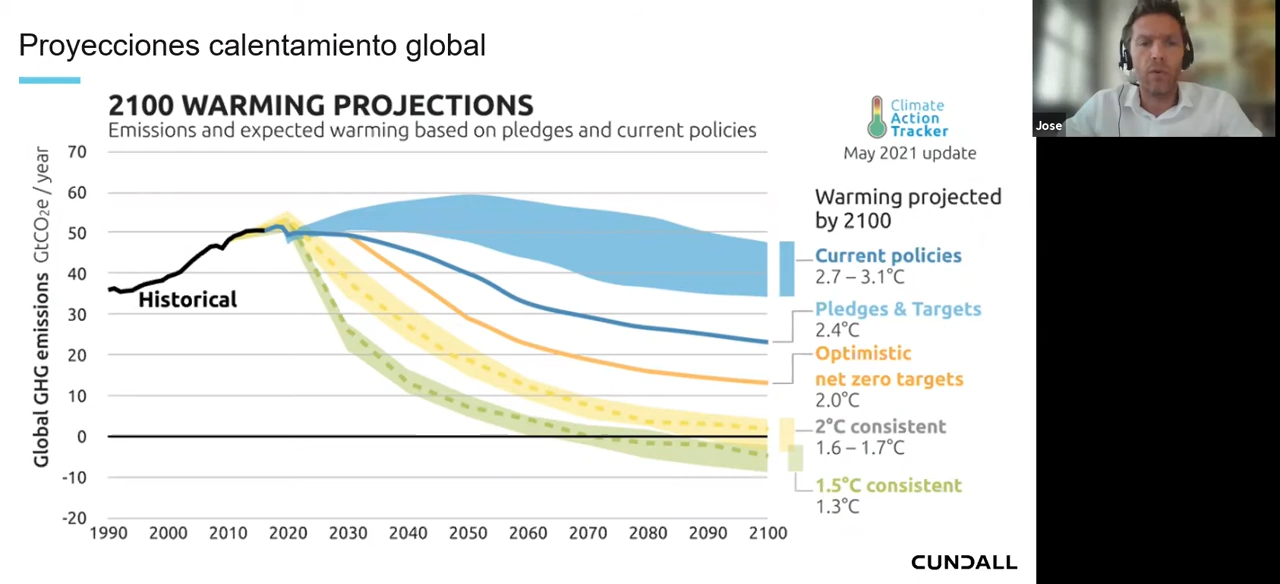 Proyecciones calentamiento global
2100 WARMING PROJECTIONS
Emissions and expected warming based on pledges and current policies
Climate
Action
Tracker
May 2021 update
Global GHG emissions GtCO₂e / year
70
60
50
40
30
20
10
0
-10
-20
Historical
1990 2000 2010 2020 2030 2040 2050 2060 2070 2080 2090 2100
Warming projected
by 2100
Current policies
2.7 – 3.1°C
Pledges & Targets
2.4°C
Optimistic
net zero targets
2.0°C
2°C consistent
1.6 – 1.7°C
1.5°C consistent
1.3°C
CUNDALL
Jose